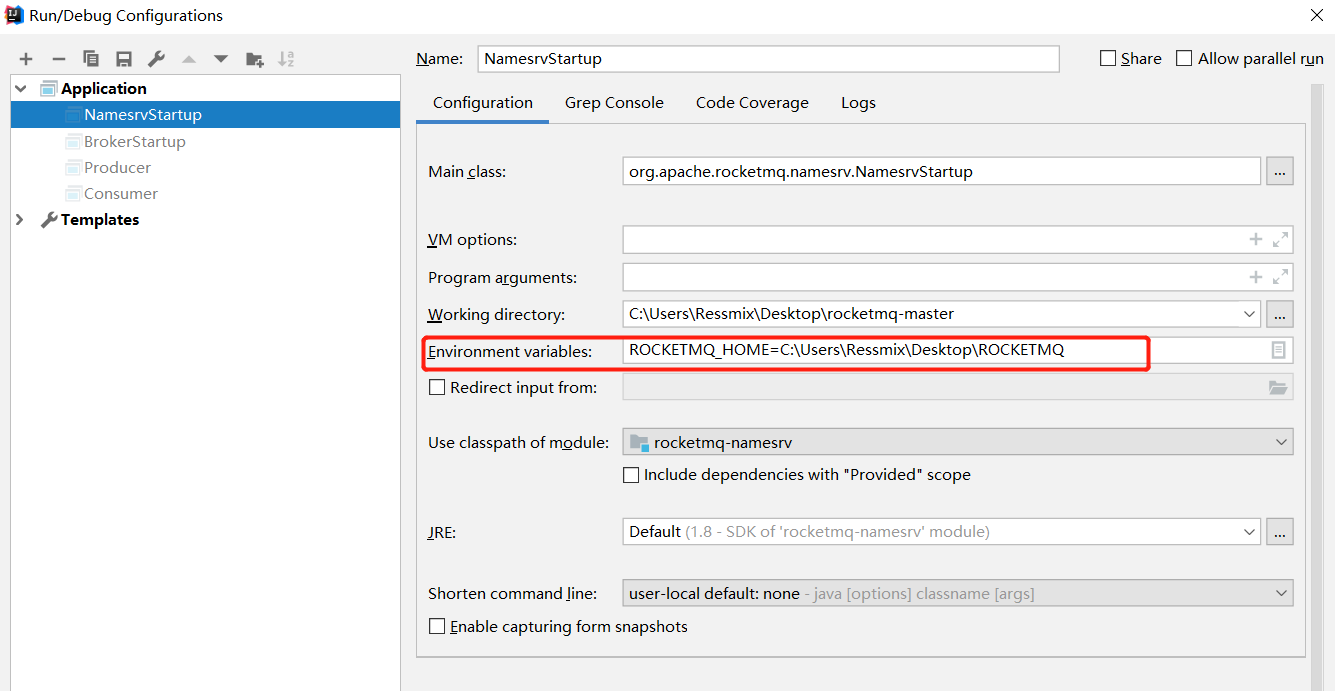 Run/Debug Configurations
Name: NamesrvStartup
Share
Allow parallel run
Application
NamesrvStartup
BrokerStartup
Producer
Consumer
Templates
Configuration Grep Console Code Coverage Logs
Main class: org.apache.rocketmq.namesrv.NamesrvStartup ...
VM options:
Program arguments:
Working directory: C:\Users\Ressmix\Desktop\rocketmq-master ...
Environment variables: ROCKETMQ_HOME=C:\Users\Ressmix\Desktop\ROCKETMQ
Redirect input from:
Use classpath of module: rocketmq-namesrv
Include dependencies with "Provided" scope
JRE: Default (1.8 - SDK of 'rocketmq-namesrv' module) ...
Shorten command line: user-local default: none - java [options] classname [args]
Enable capturing form snapshots